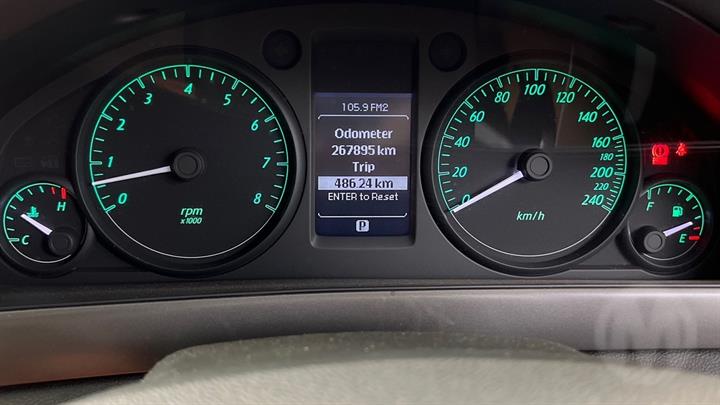 105.9 FM2
Odometer
267895 km
Trip
486.24 km
ENTER to Reset
P
0
1
2
3
4
5
6
7
8
rpm
x1000
0
20
40
60
80
100
120
140
160
180
200
220
240
km/h
C
H
F
E